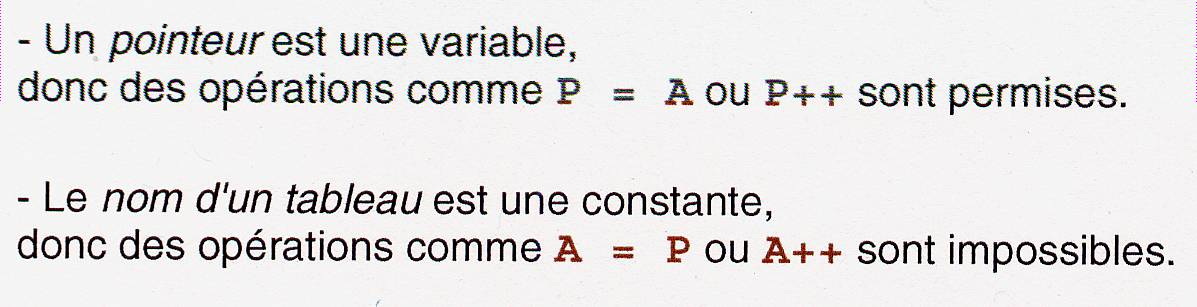 - Un pointeur est une variable,
donc des opérations comme P = A ou P++ sont permises.
- Le nom d'un tableau est une constante,
donc des opérations comme A = P ou A++ sont impossibles.